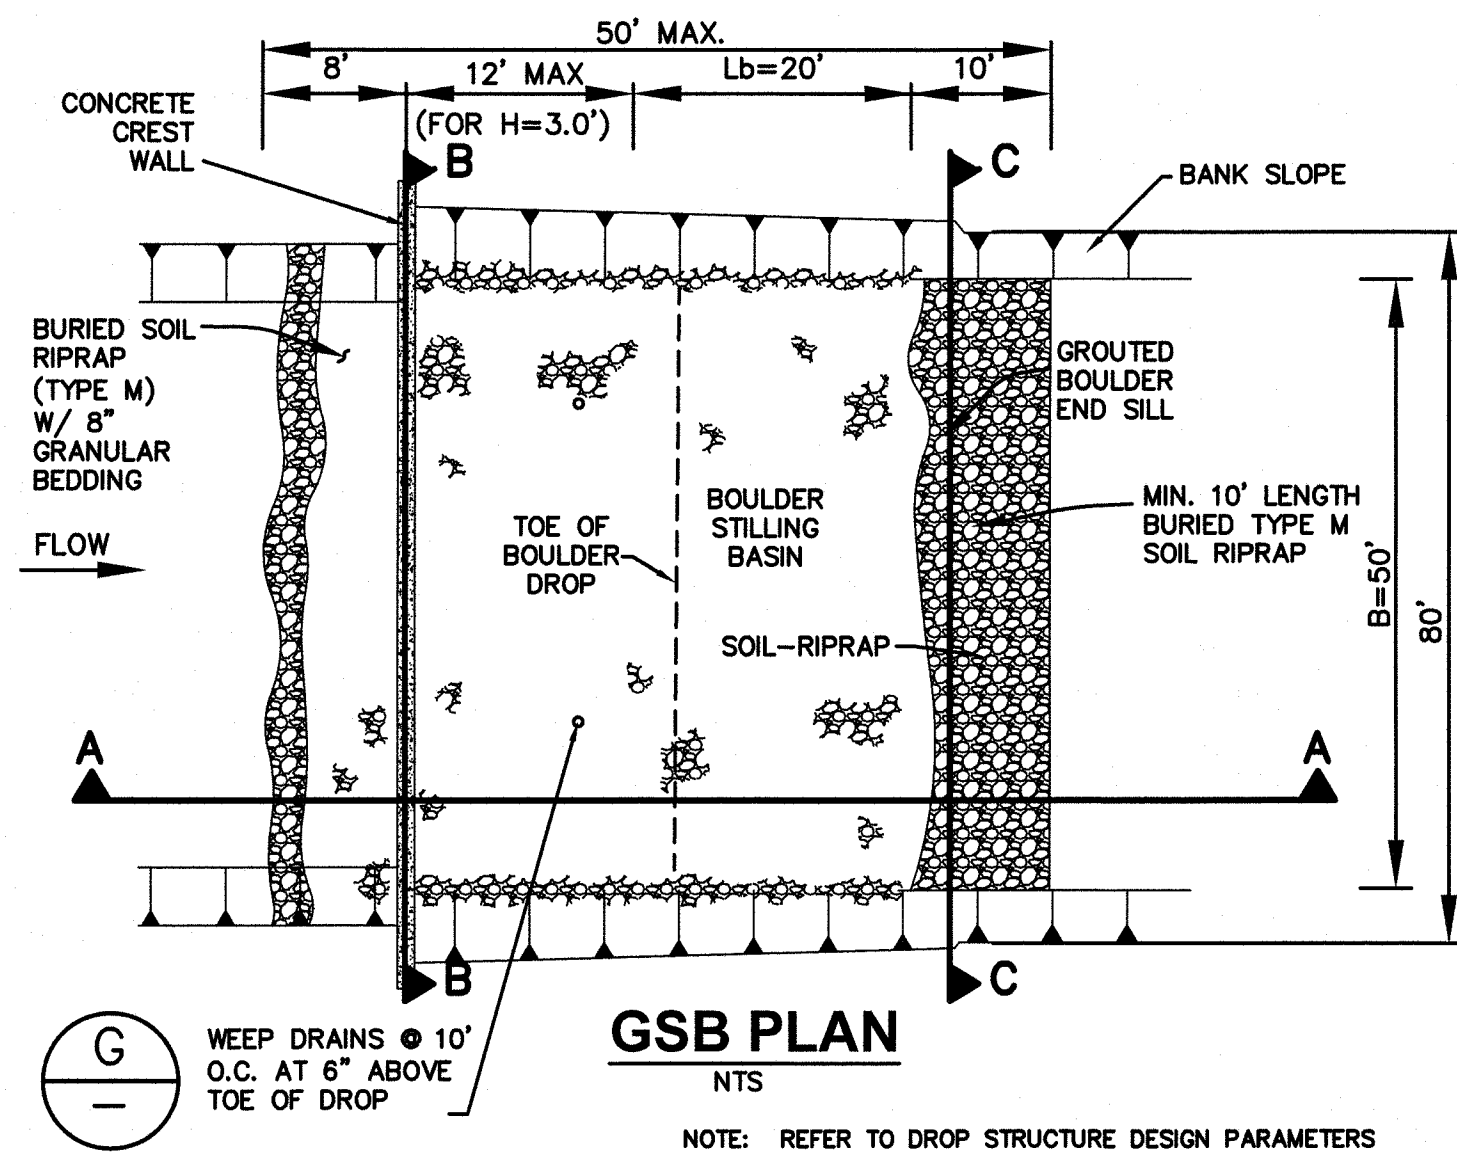 50' MAX.
8'
12' MAX
Lb=20'
10'
(FOR H=3.0')
CONCRETE
CREST
WALL
B
C
BANK SLOPE
BURIED SOIL
RIPRAP
(TYPE M)
W/ 8"
GRANULAR
BEDDING
GROUTED
BOULDER
END SILL
FLOW
TOE OF
BOULDER
DROP
BOULDER
STILLING
BASIN
MIN. 10' LENGTH
BURIED TYPE M
SOIL RIPRAP
B=50'
80'
SOIL-RIPRAP
A
A
B
C
G
-
WEEP DRAINS @ 10'
O.C. AT 6" ABOVE
TOE OF DROP
GSB PLAN
NTS
NOTE: REFER TO DROP STRUCTURE DESIGN PARAMETERS